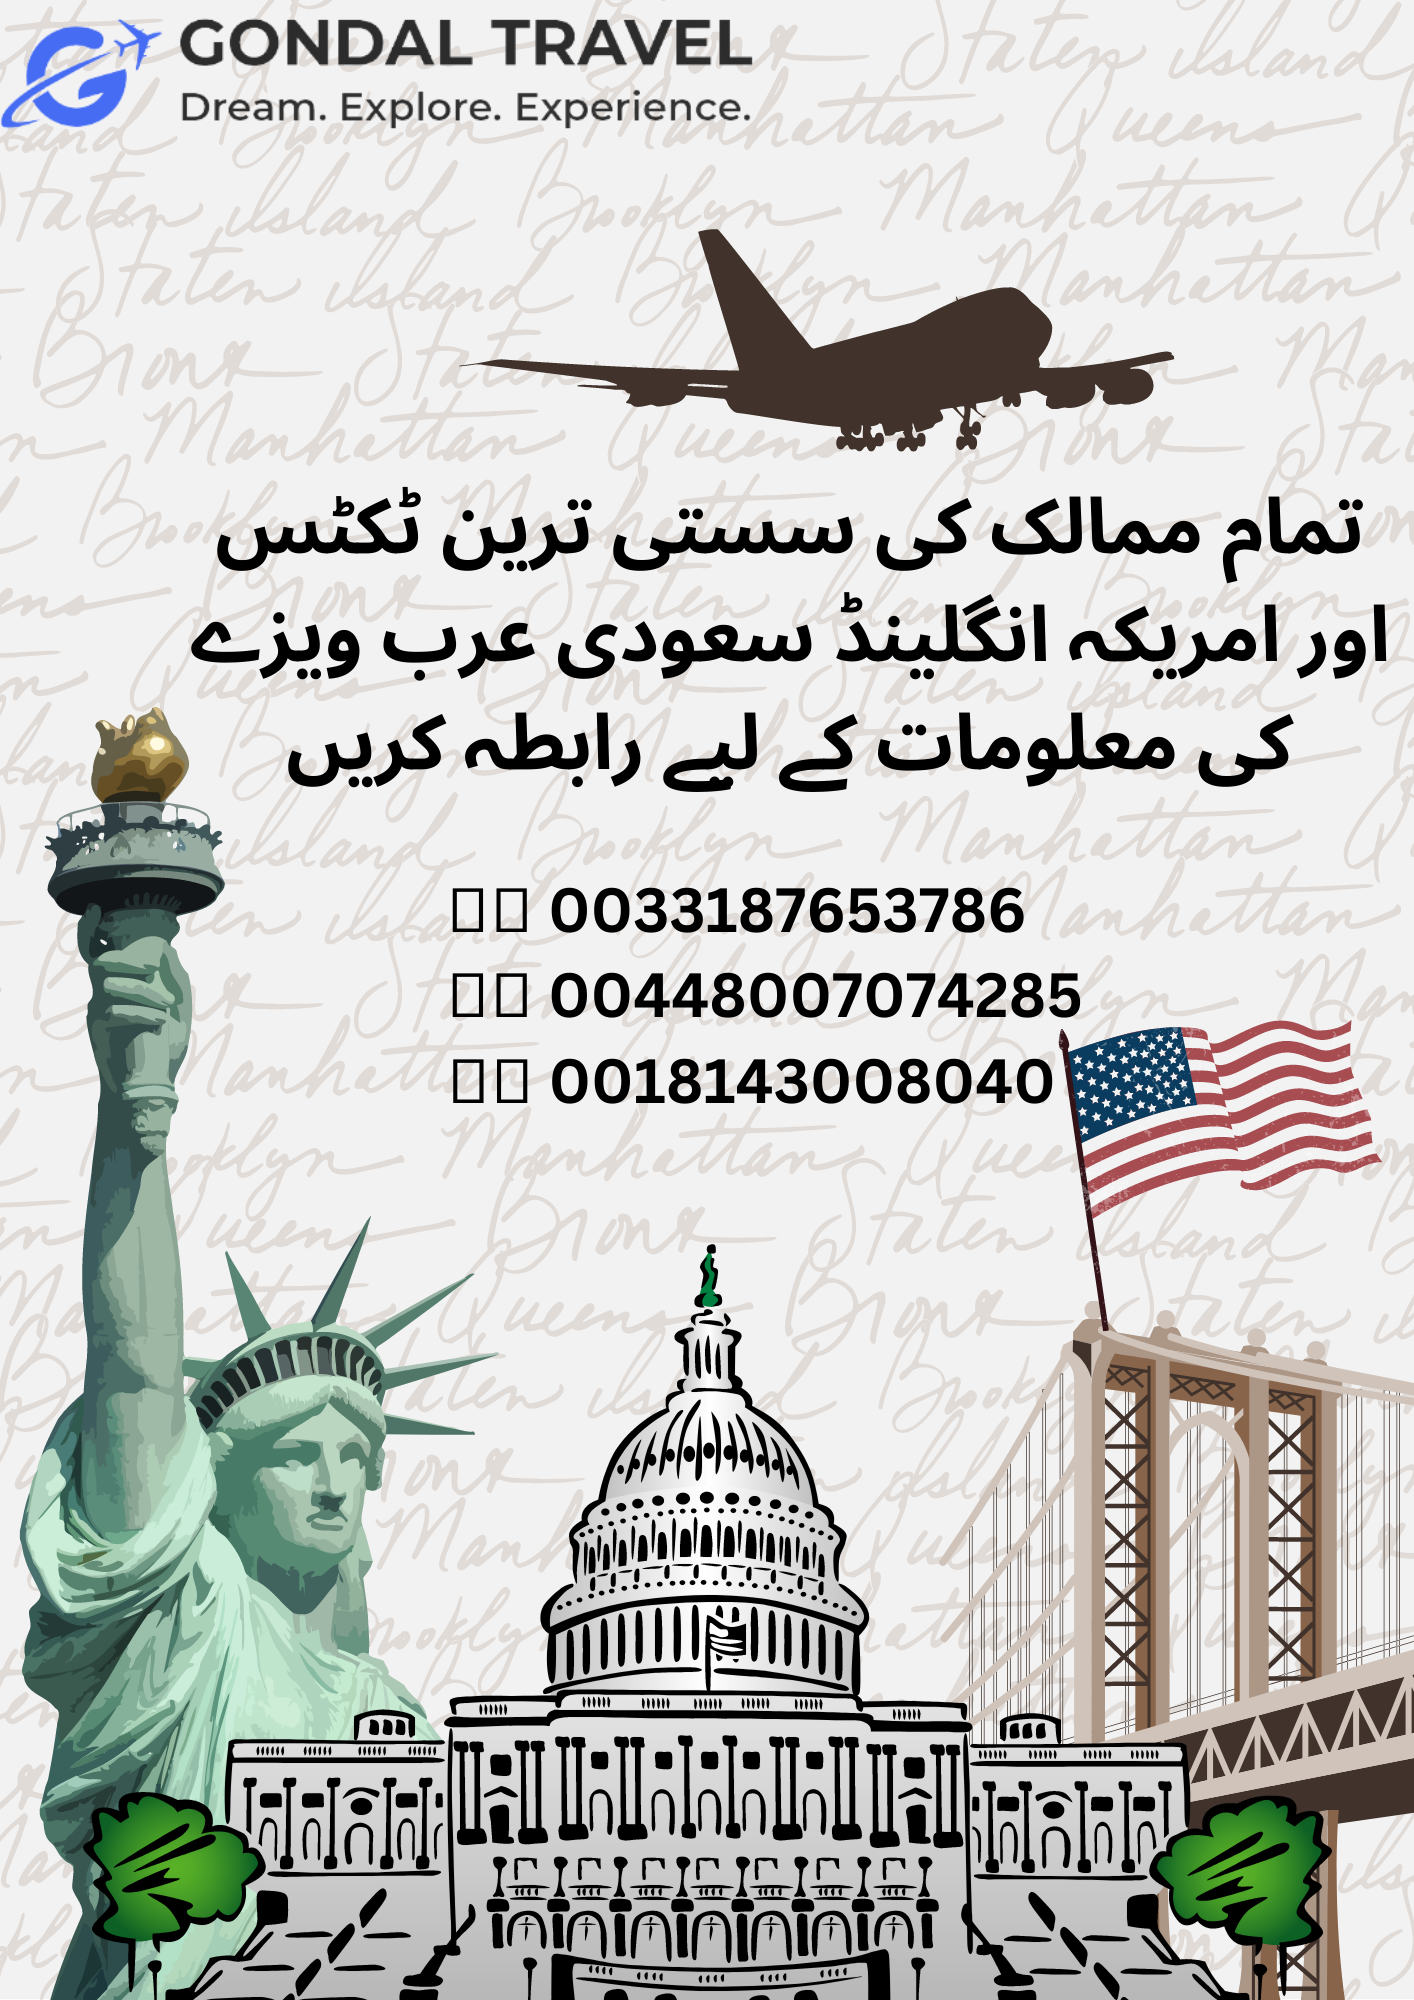 GONDAL TRAVEL
Dream. Explore. Experience.
تمام ممالک کی سستی ترین ٹکٹس
اور امریکہ انگلینڈ سعودی عرب ویزے
کی معلومات کے لیے رابطہ کریں
0033187653786
00448007074285
0018143008040